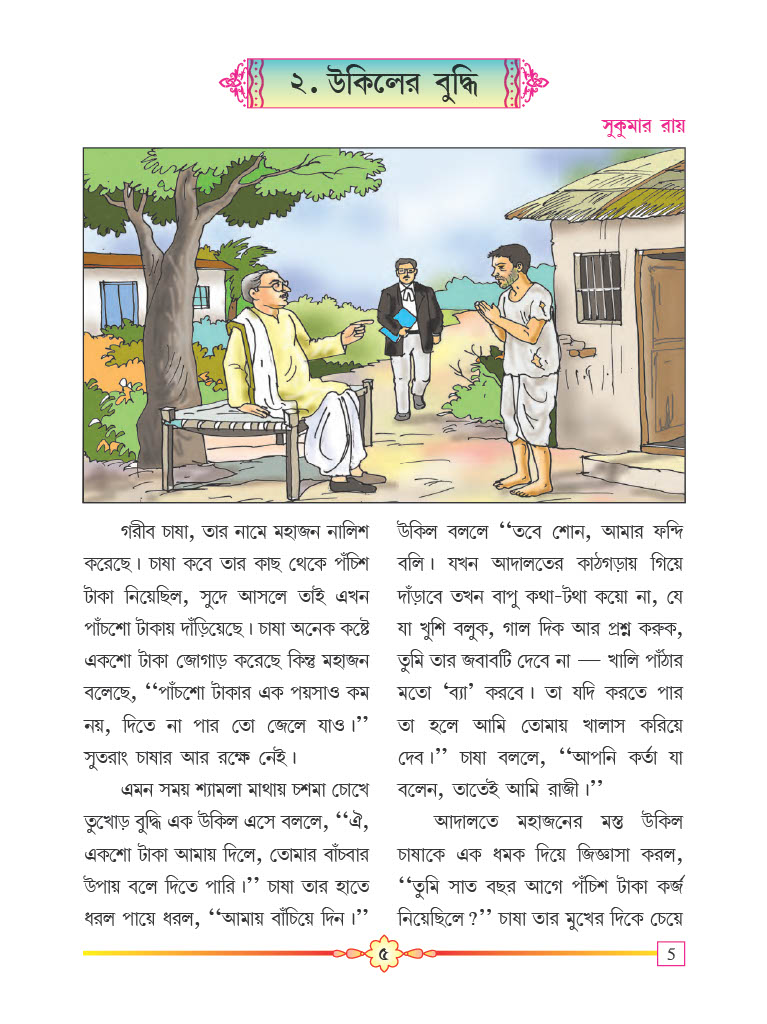 ২. উকিলের বুদ্ধি
সুকুমার রায়
গরীব চাষা, তার নামে মহাজন নালিশ
করেছে। চাষা কবে তার কাছ থেকে পঁচিশ
টাকা নিয়েছিল, সুদে আসলে তাই এখন
পাঁচশো টাকায় দাঁড়িয়েছে। চাষা অনেক কষ্টে
একশো টাকা জোগাড় করেছে কিন্তু মহাজন
বলেছে, ‘‘পাঁচশো টাকার এক পয়সাও কম
নয়, দিতে না পার তো জেলে যাও।’’
সুতরাং চাষার আর রক্ষে নেই।
এমন সময় শ্যামলা মাথায় চশমা চোখে
তুখোড় বুদ্ধি এক উকিল এসে বললে, ‘‘ঐ,
একশো টাকা আমায় দিলে, তোমার বাঁচবার
উপায় বলে দিতে পারি।’’ চাষা তার হাতে
ধরল পায়ে ধরল, ‘‘আমায় বাঁচিয়ে দিন।’’
উকিল বললে ‘‘তবে শোন, আমার ফন্দি
বলি। যখন আদালতের কাঠগড়ায় গিয়ে
দাঁড়াবে তখন বাপু কথা-টথা কয়ো না, যে
যা খুশি বলুক, গাল দিক আর প্রশ্ন করুক,
তুমি তার জবাবটি দেবে না — খালি পাঁঠার
মতো ‘ব্যা’ করবে। তা যদি করতে পার
তা হলে আমি তোমায় খালাস করিয়ে
দেব।’’ চাষা বললে, ‘‘আপনি কর্তা যা
বলেন, তাতেই আমি রাজী।’’
আদালতে মহাজনের মস্ত উকিল
চাষাকে এক ধমক দিয়ে জিজ্ঞাসা করল,
‘‘তুমি সাত বছর আগে পঁচিশ টাকা কর্জ
নিয়েছিলে?’’ চাষা তার মুখের দিকে চেয়ে
৫
5